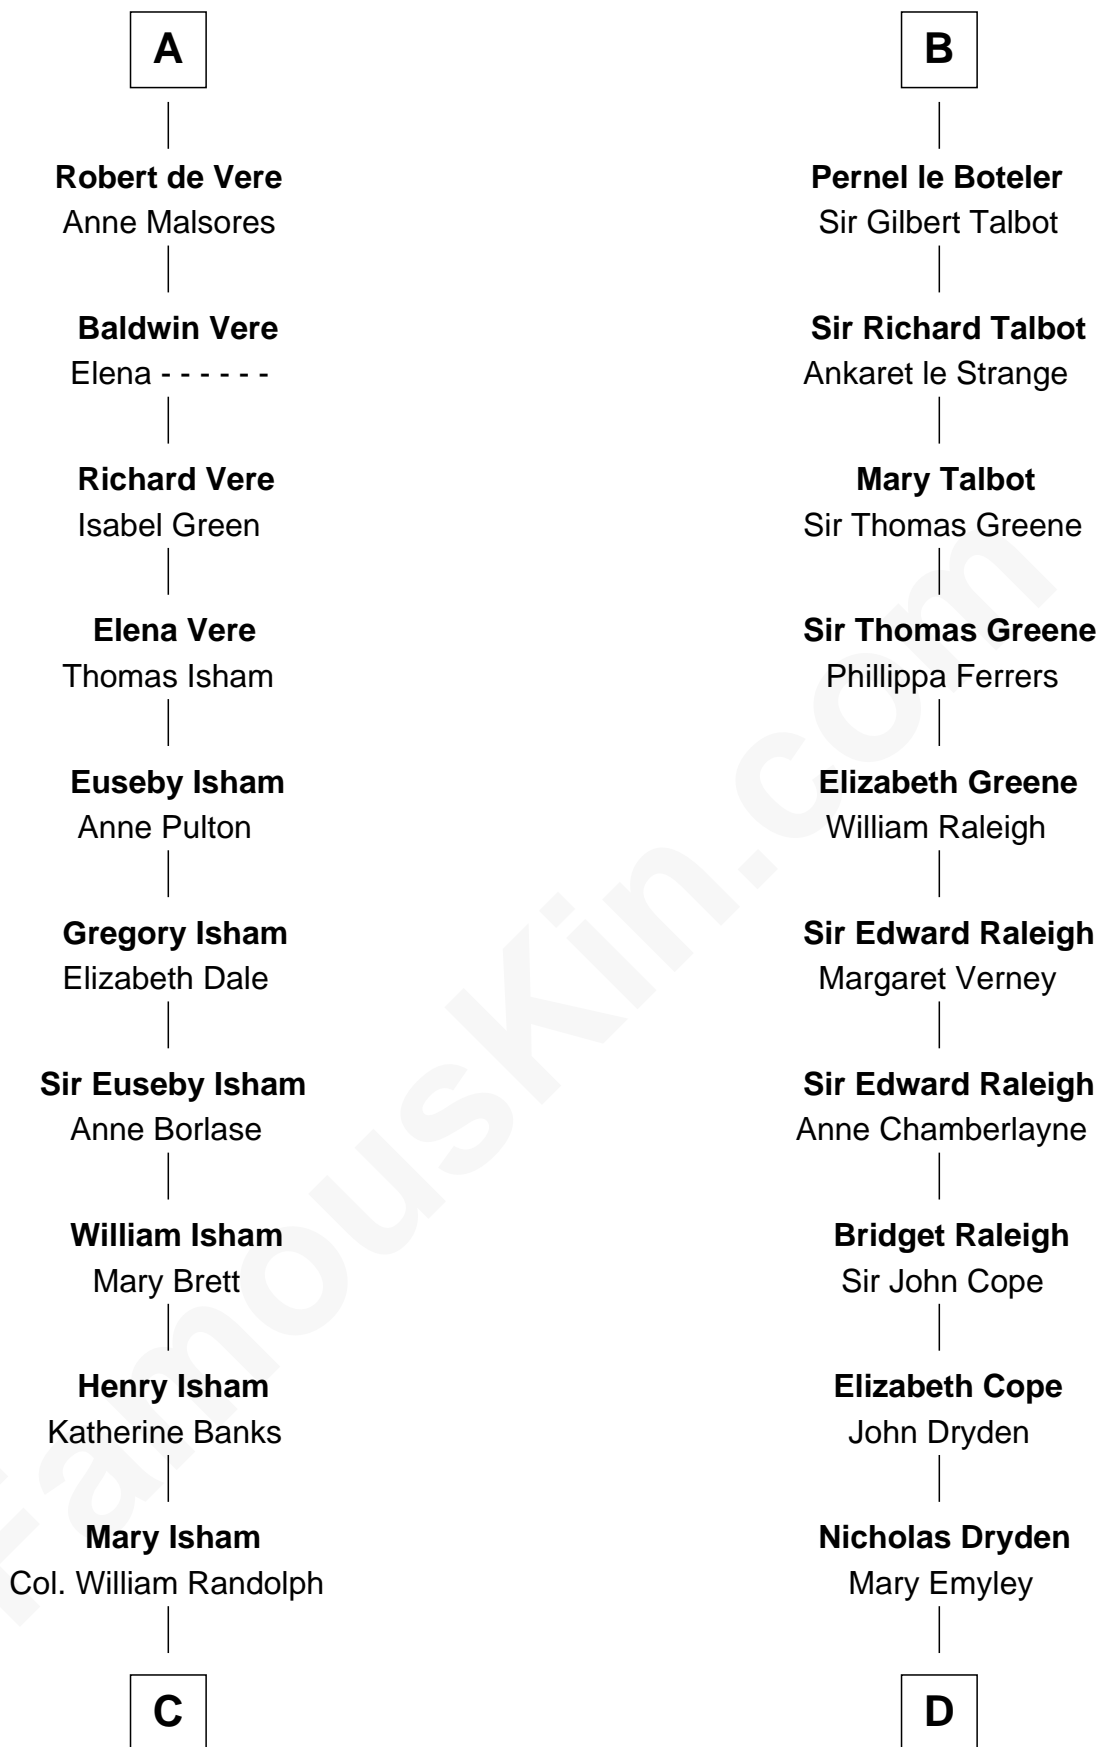 A
Robert de Vere
Anne Malsores
Baldwin Vere
Elena - - - - - -
Richard Vere
Isabel Green
Elena Vere
Thomas Isham
Euseby Isham
Anne Pulton
Gregory Isham
Elizabeth Dale
Sir Euseby Isham
Anne Borlase
William Isham
Mary Brett
Henry Isham
Katherine Banks
Mary Isham
Col. William Randolph
C
B
Pernel le Boteler
Sir Gilbert Talbot
Sir Richard Talbot
Ankaret le Strange
Mary Talbot
Sir Thomas Greene
Sir Thomas Greene
Phillippa Ferrers
Elizabeth Greene
William Raleigh
Sir Edward Raleigh
Margaret Verney
Sir Edward Raleigh
Anne Chamberlayne
Bridget Raleigh
Sir John Cope
Elizabeth Cope
John Dryden
Nicholas Dryden
Mary Emyley
D
FamousKin.com